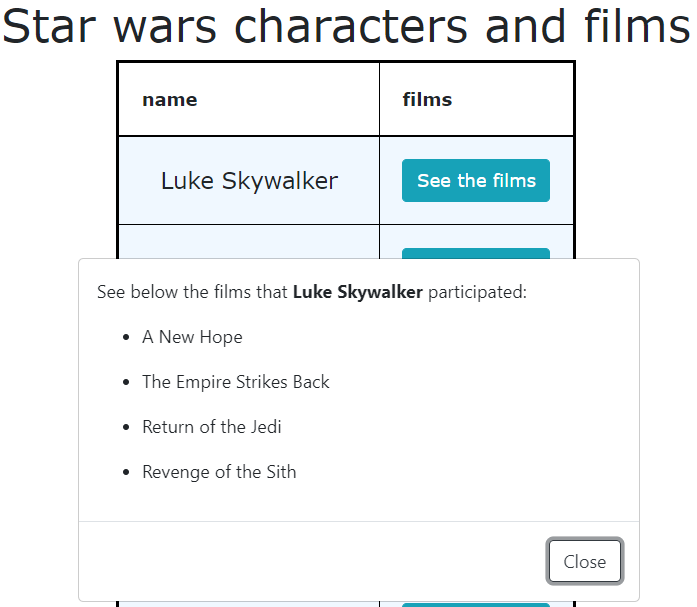 Star wars characters and films
name films
Luke Skywalker See the films
See below the films that Luke Skywalker participated:
A New Hope
The Empire Strikes Back
Return of the Jedi
Revenge of the Sith
Close